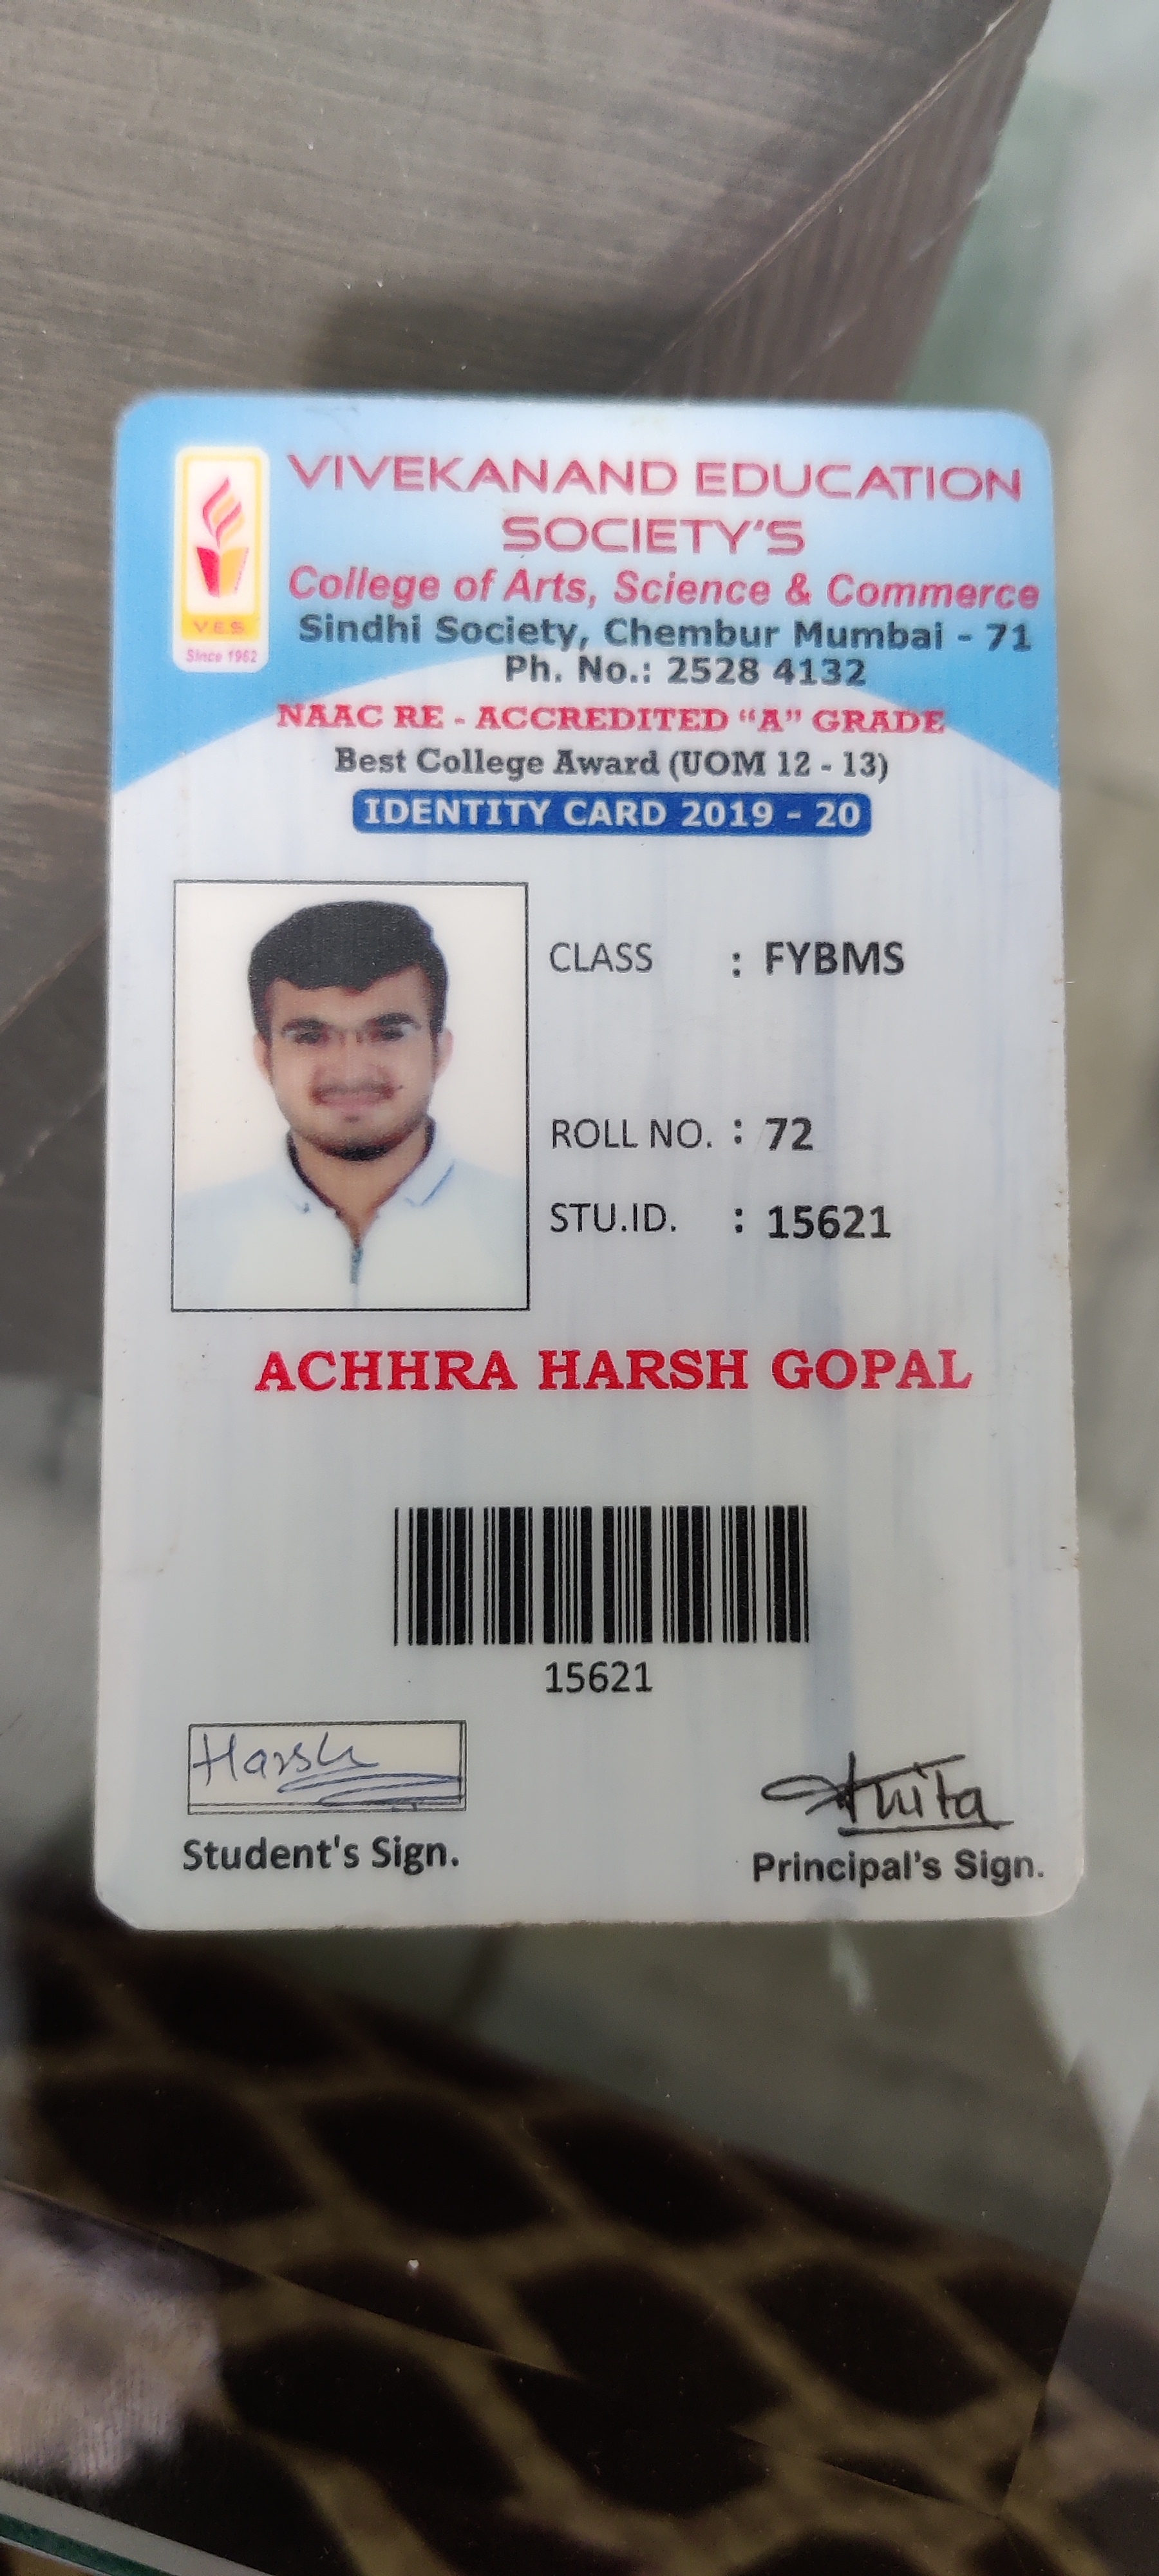 VIVEKANAND EDUCATION
SOCIETY'S
College of Arts, Science & Commerce
Sindhi Society, Chembur Mumbai - 71
Ph. No.: 2528 4132
V.E.S.
Since 1962
NAAC RE - ACCREDITED “A” GRADE
Best College Award (UOM 12 - 13)
IDENTITY CARD 2019 - 20
CLASS : FYBMS
ROLL NO. : 72
STU.ID. : 15621
ACHHRA HARSH GOPAL
15621
Harsh
Student's Sign.
Anita
Principal's Sign.